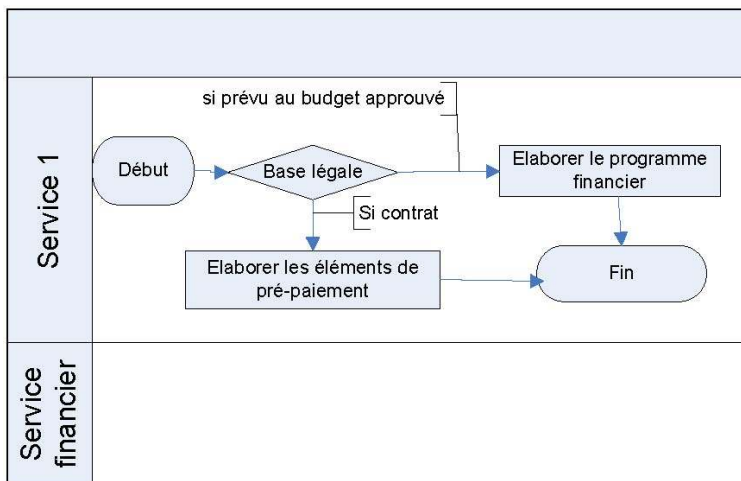 si prévu au budget approuvé
Service 1
Début
Base légale
Elaborer le programme
financier
Si contrat
Elaborer les éléments de
pré-paiement
Fin
Service
financier